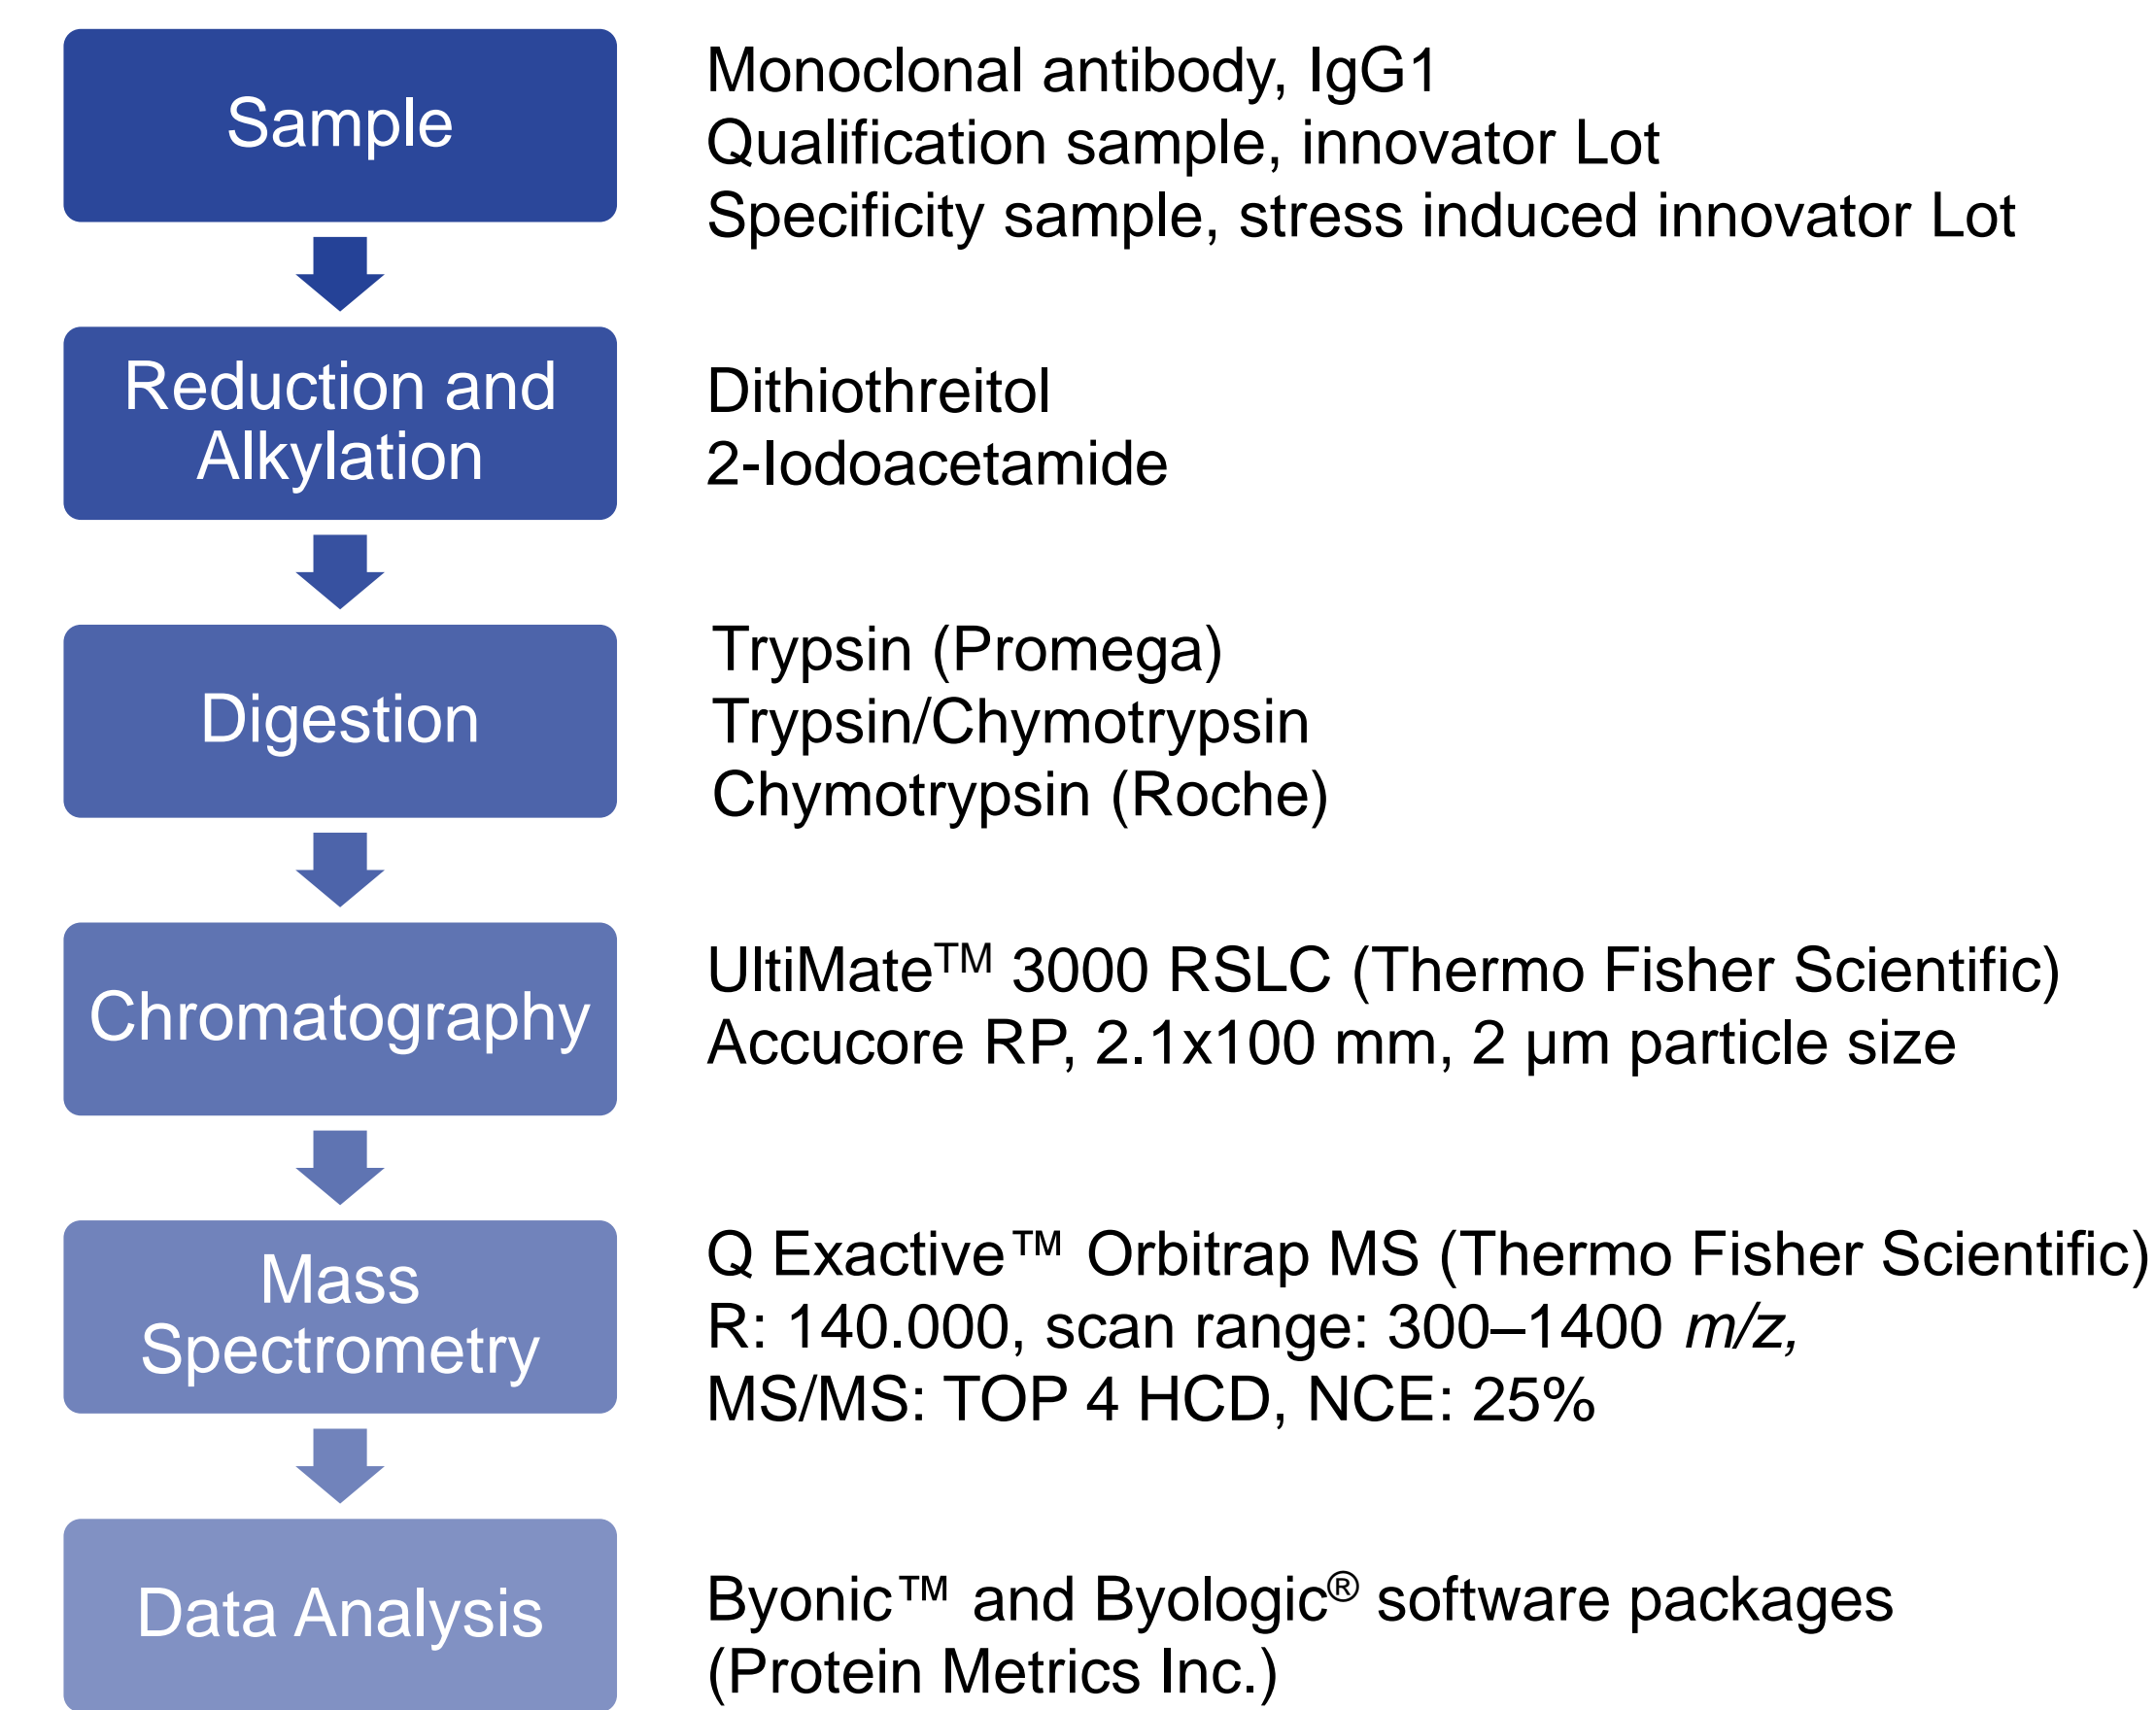 Sample
Monoclonal antibody, IgG1
Qualification sample, innovator Lot
Specificity sample, stress induced innovator Lot
Reduction and
Alkylation
Dithiothreitol
2-Iodoacetamide
Digestion
Trypsin (Promega)
Trypsin/Chymotrypsin
Chymotrypsin (Roche)
Chromatography
UltiMate™ 3000 RSLC (Thermo Fisher Scientific)
Accucore RP, 2.1x100 mm, 2 µm particle size
Mass
Spectrometry
Q Exactive™ Orbitrap MS (Thermo Fisher Scientific)
R: 140.000, scan range: 300–1400 m/z,
MS/MS: TOP 4 HCD, NCE: 25%
Data Analysis
Byonic™ and Byologic® software packages
(Protein Metrics Inc.)